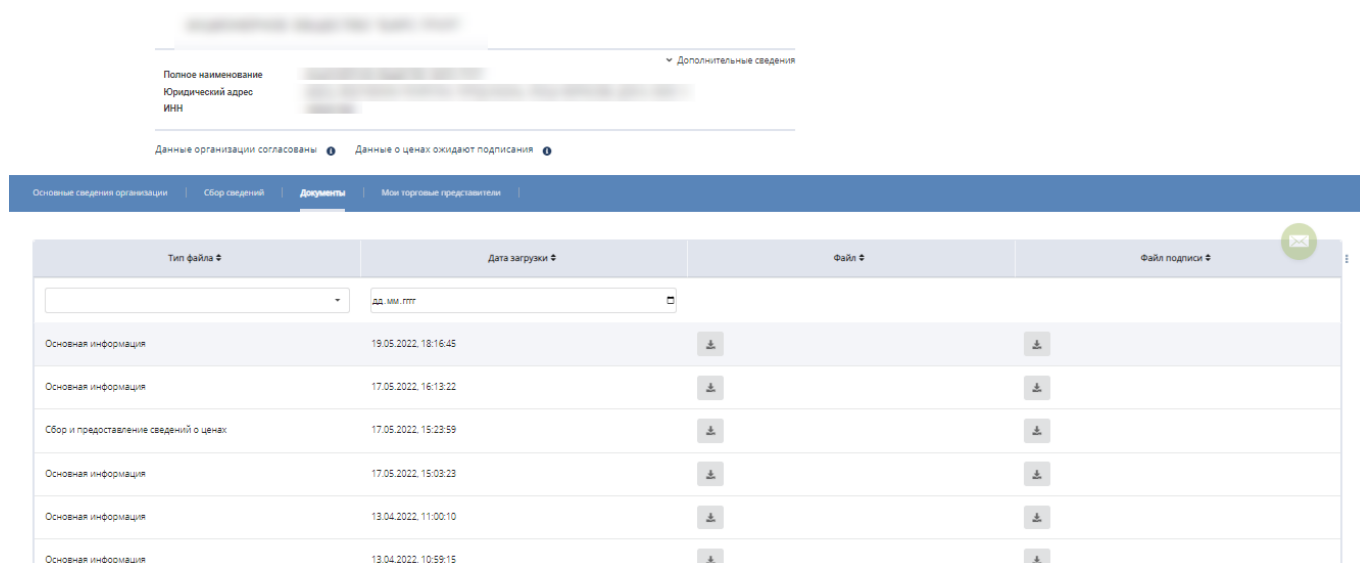 Дополнительные сведения
Полное наименование
Юридический адрес
ИНН
Данные организации согласованы Данные о ценах ожидают подписания
Основные сведения организации Сбор сведений Документы Мои торговые представители
Тип файла Дата загрузки Файл Файл подписи
дд.мм.гггг
Основная информация 19.05.2022, 18:16:45
Основная информация 17.05.2022, 16:13:22
Сбор и предоставление сведений о ценах 17.05.2022, 15:23:59
Основная информация 17.05.2022, 15:03:23
Основная информация 13.04.2022, 11:00:10
Основная информация 13.04.2022, 10:59:15